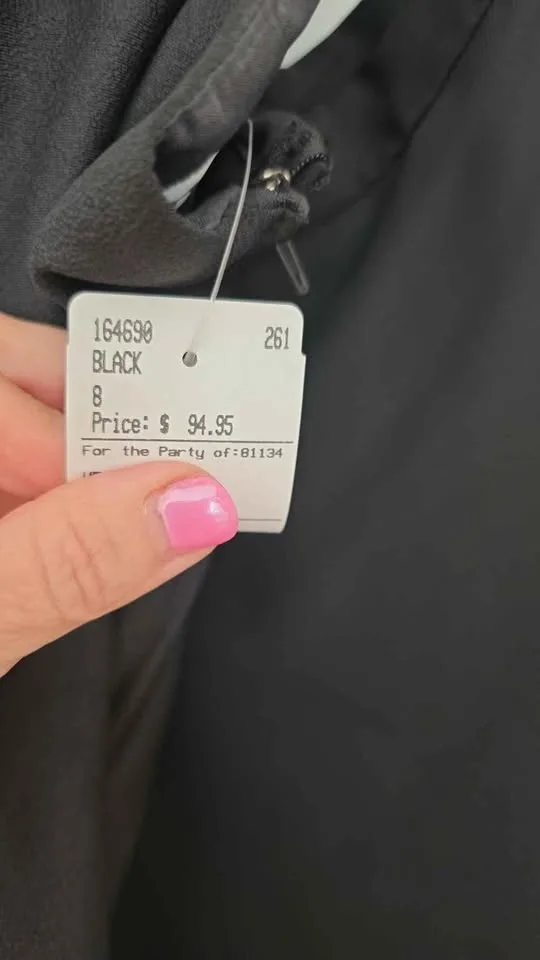 164690 261
BLACK
8
Price: $ 94.95
For the Party of:81134